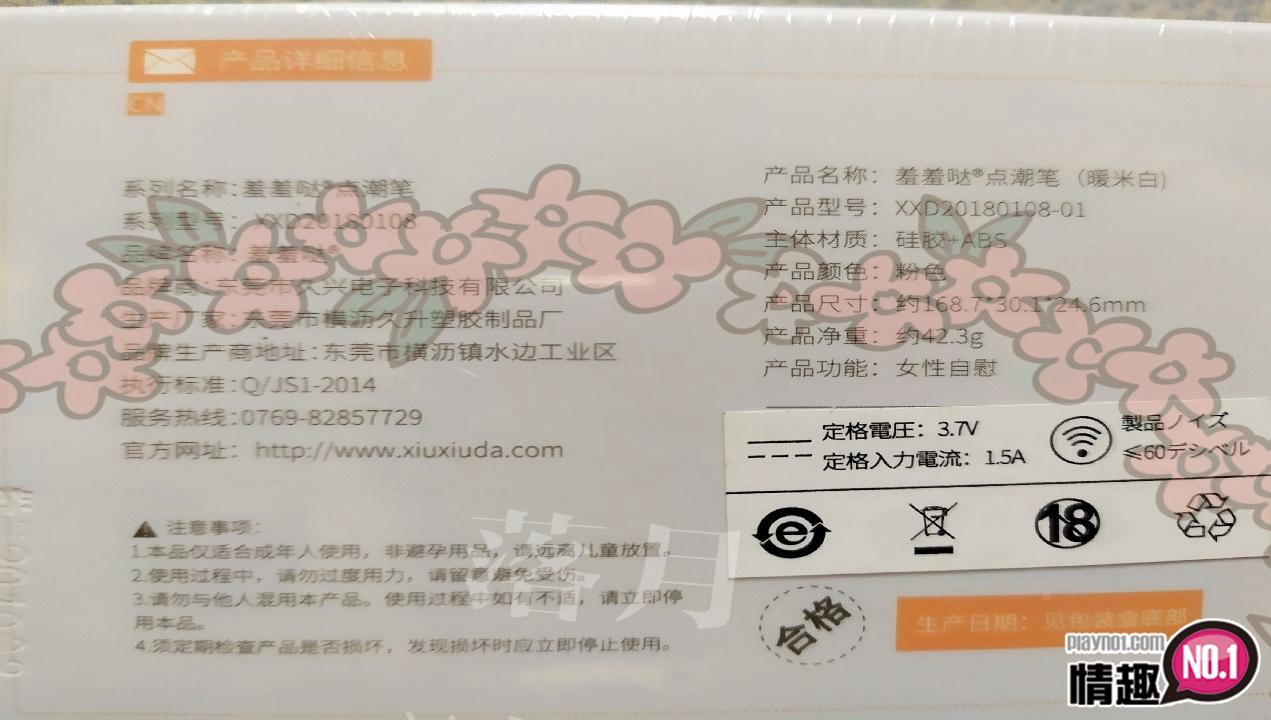 产品详细信息
CN
系列名称：羞羞哒®点潮笔
系列型号：XXD20180108
品牌名称：羞羞哒®
品牌商：东莞市久兴电子科技有限公司
生产厂家：东莞市横沥久升塑胶制品厂
品牌生产商地址：东莞市横沥镇水边工业区
执行标准：Q/JS1-2014
服务热线：0769-82857729
官方网址：http://www.xiuxiuda.com
注意事项：
1.本品仅适合成年人使用，非避孕用品，请远离儿童放置。
2.使用过程中，请勿过度用力，请留意避免受伤。
3.请勿与他人混用本产品。使用过程中如有不适，请立即停
用本品。
4.须定期检查产品是否损坏，发现损坏时应立即停止使用。
产品名称：羞羞哒®点潮笔（暖米白）
产品型号：XXD20180108-01
主体材质：硅胶+ABS
产品颜色：粉色
产品尺寸：约168.7*30.1*24.6mm
产品净重：约42.3g
产品功能：女性自慰
定格電圧：3.7V
定格入力電流：1.5A
製品ノイズ
≤60デシベル
e
18
合格
生产日期：见包装盒底部
落月
playno1.com
情趣
NO.1